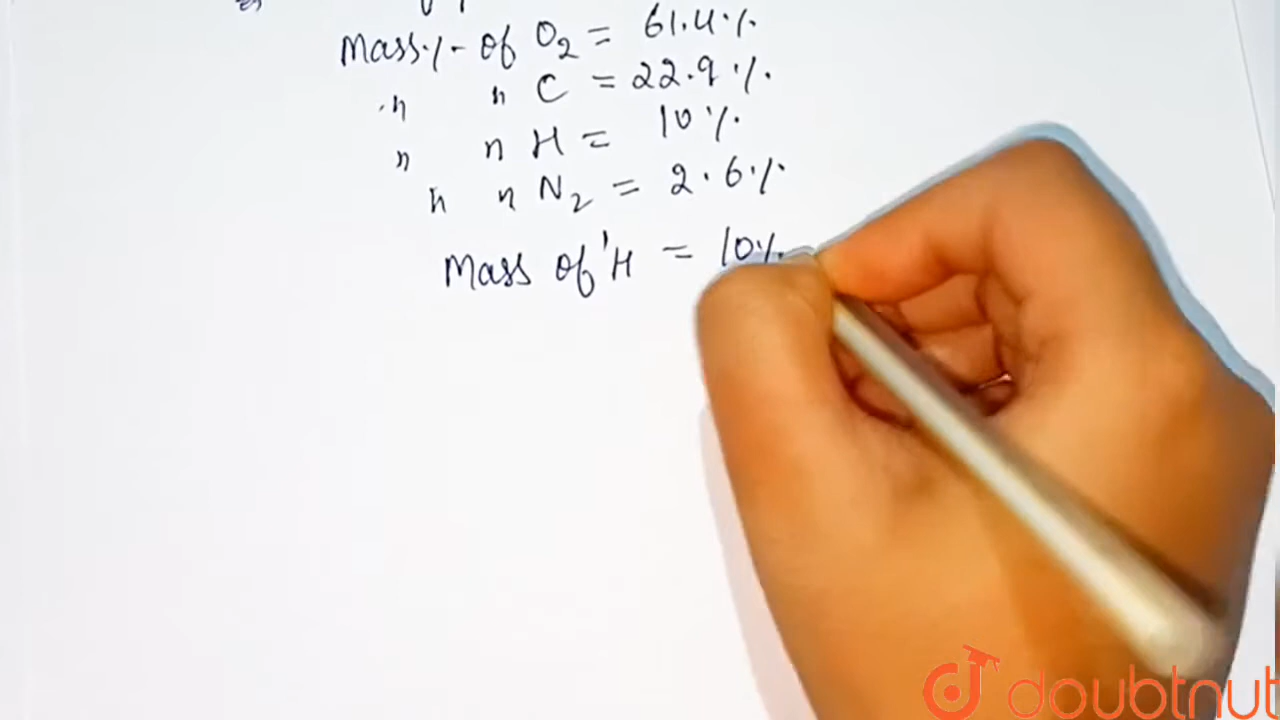 Mass % of O2 = 61.4 %
" " C = 22.9 %
" " H = 10 %
" " N2 = 2.6 %
Mass of 'H = 10%
doubtnut